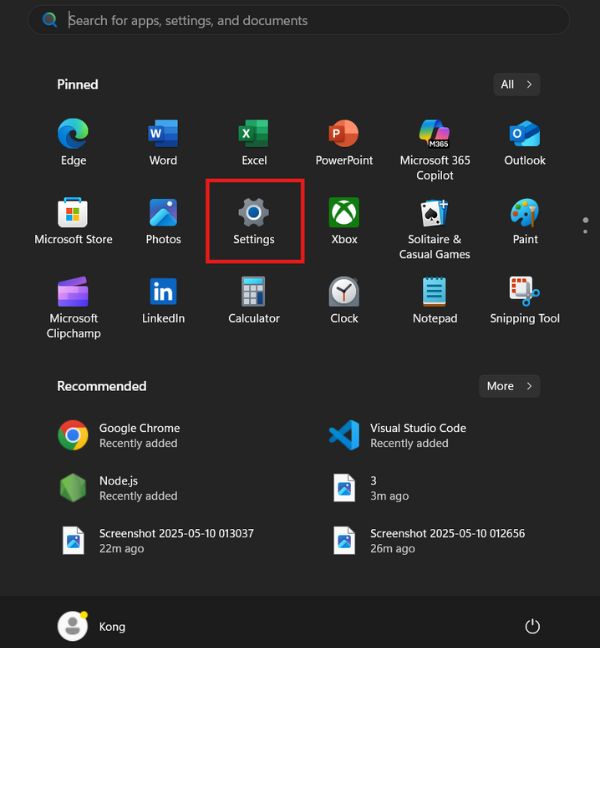 Search for apps, settings, and documents
Pinned
All
Edge
Word
Excel
PowerPoint
Microsoft 365
Copilot
Outlook
Microsoft Store
Photos
Settings
Xbox
Solitaire &
Casual Games
Paint
Microsoft
Clipchamp
LinkedIn
Calculator
Clock
Notepad
Snipping Tool
Recommended
More
Google Chrome
Recently added
Visual Studio Code
Recently added
Node.js
Recently added
3
3m ago
Screenshot 2025-05-10 013037
22m ago
Screenshot 2025-05-10 012656
26m ago
Kong